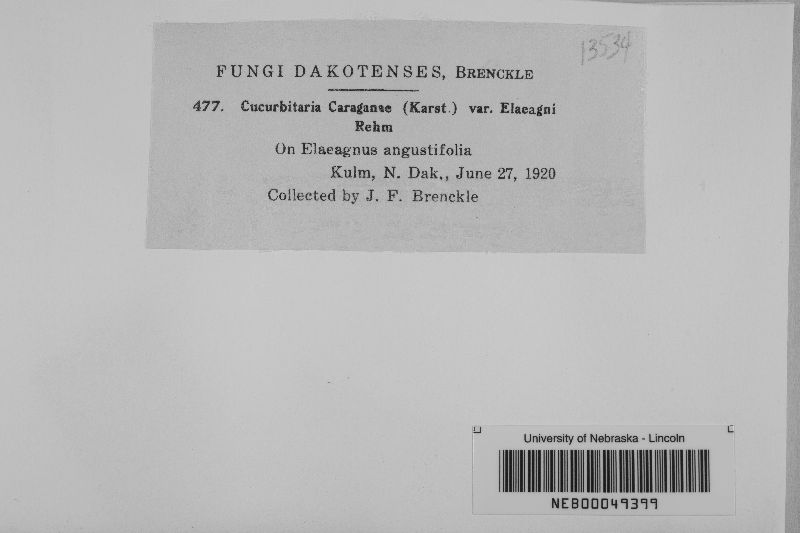 13534
FUNGI DAKOTENSES, BRENCKLE
477. Cucurbitaria Caraganae (Karst.) var. Elaeagni
Rehm
On Elaeagnus angustifolia
Kulm, N. Dak., June 27, 1920
Collected by J. F. Brenckle
University of Nebraska - Lincoln
NEB00049399